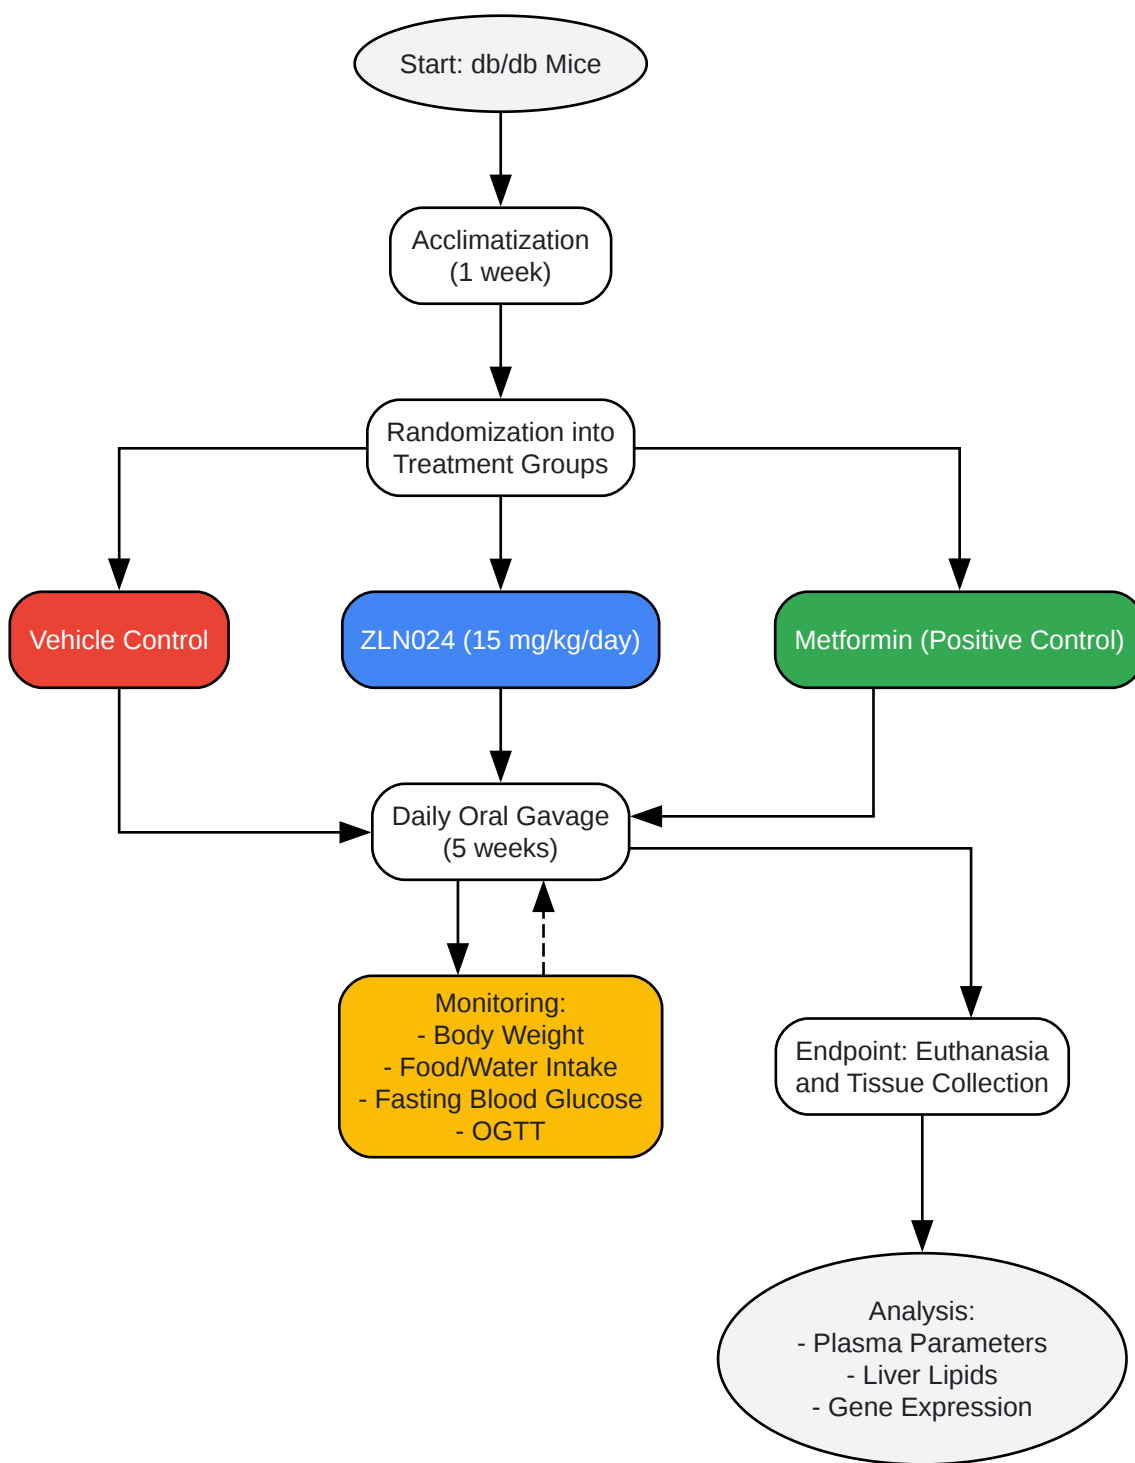 Start: db/db Mice
Acclimatization
(1 week)
Randomization into
Treatment Groups
Vehicle Control
ZLN024 (15 mg/kg/day)
Metformin (Positive Control)
Daily Oral Gavage
(5 weeks)
Monitoring:
- Body Weight
- Food/Water Intake
- Fasting Blood Glucose
- OGTT
Endpoint: Euthanasia
and Tissue Collection
Analysis:
- Plasma Parameters
- Liver Lipids
- Gene Expression